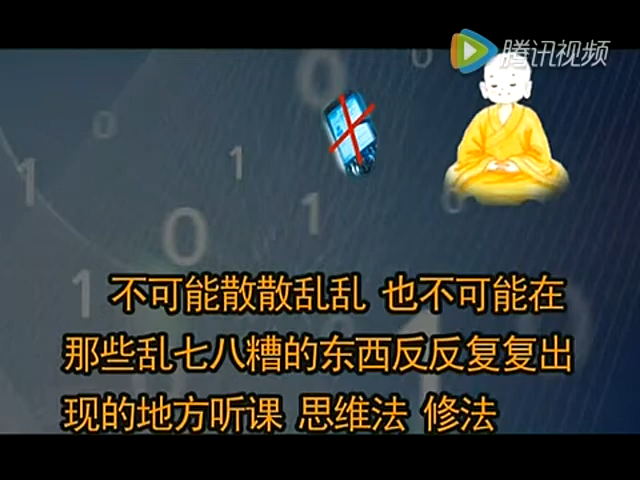 腾讯视频
不可能散散乱乱 也不可能在
那些乱七八糟的东西反反复复出
现的地方听课 思维法 修法